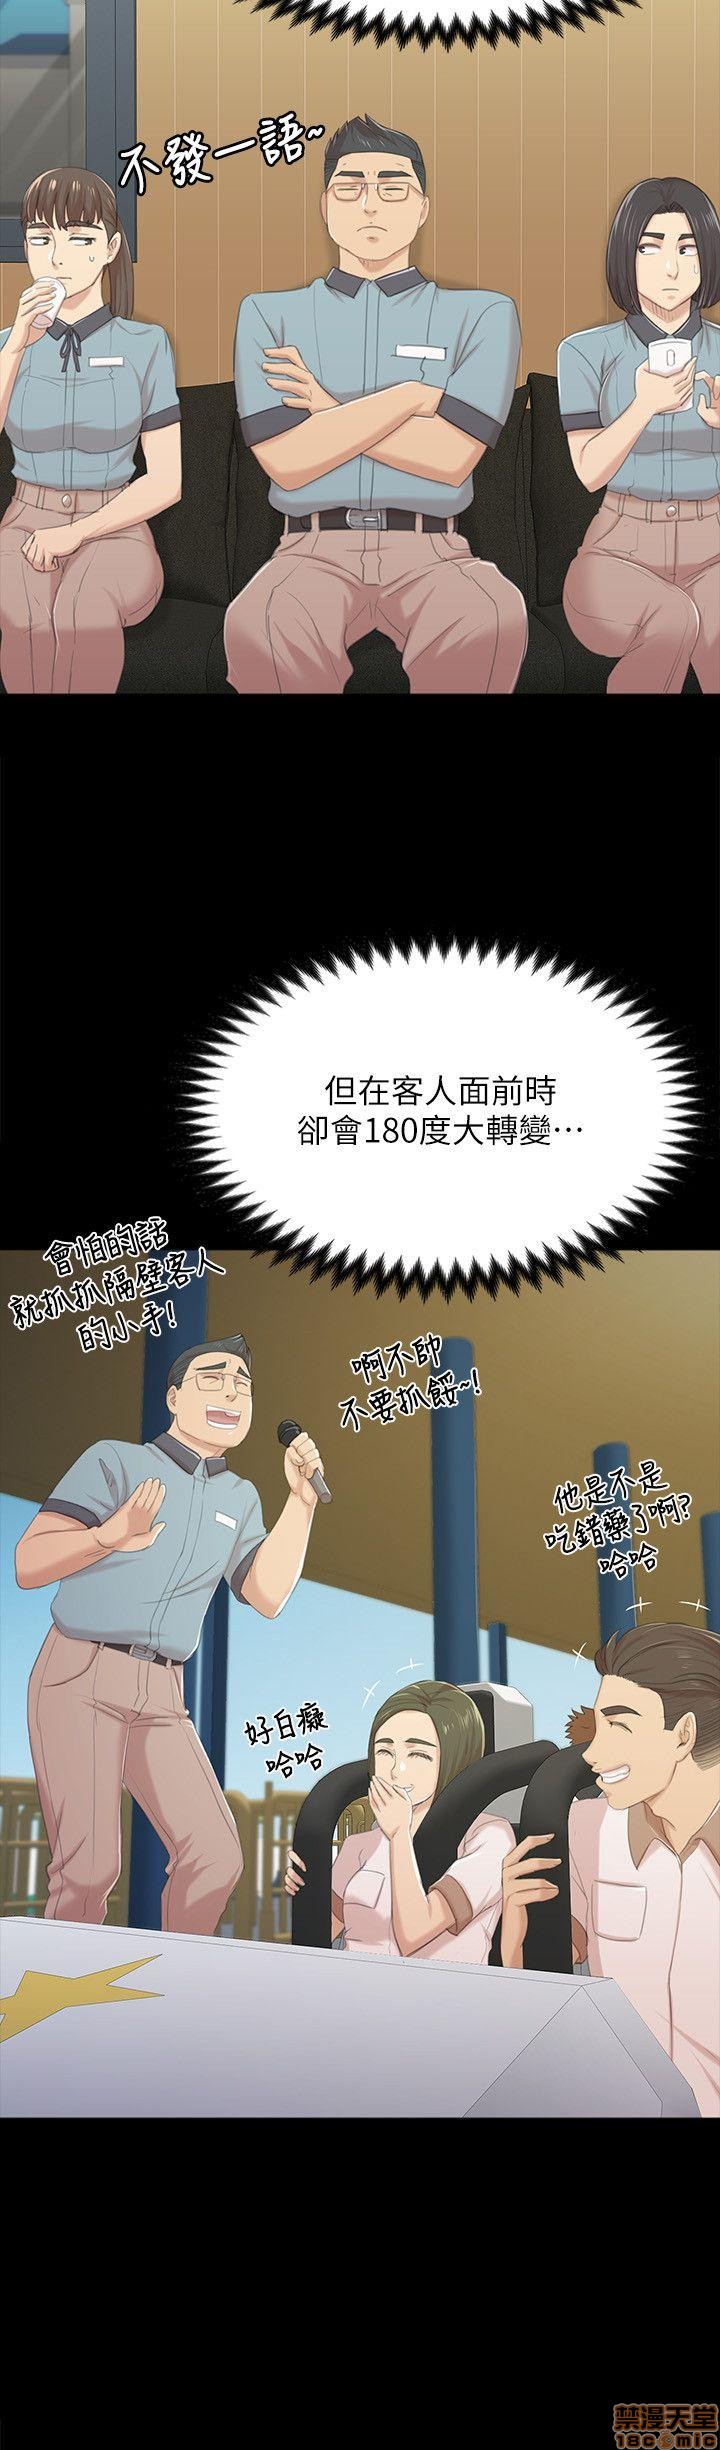 不發一語~
但在客人面前時
卻會180度大轉變…
會怕的話
就抓抓隔壁客人
的小手!
啊不帥
不要抓餒~!
他是不是
吃錯藥了啊?
哈哈
好白癡
哈哈
禁漫天堂
18comic